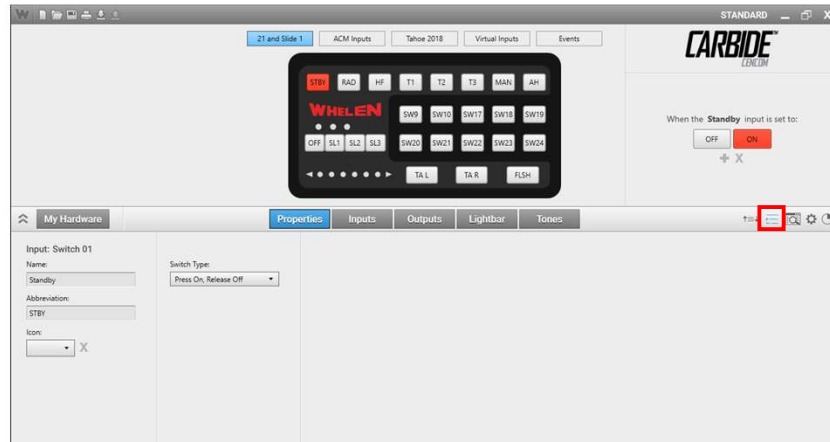 W
STANDARD
X
21 and Slide 1
ACM Inputs
Tahoe 2018
Virtual Inputs
Events
CARBIDE™
CENCOM
STBY RAD HF T1 T2 T3 MAN AH
WHELEN
SW9 SW10 SW17 SW18 SW19
OFF SL1 SL2 SL3 SW20 SW21 SW22 SW23 SW24
TA L TA R FLSH
When the Standby input is set to:
OFF ON
X
My Hardware
Properties Inputs Outputs Lightbar Tones
Input: Switch 01
Name:
Standby
Abbreviation:
STBY
Icon:
X
Switch Type:
Press On, Release Off